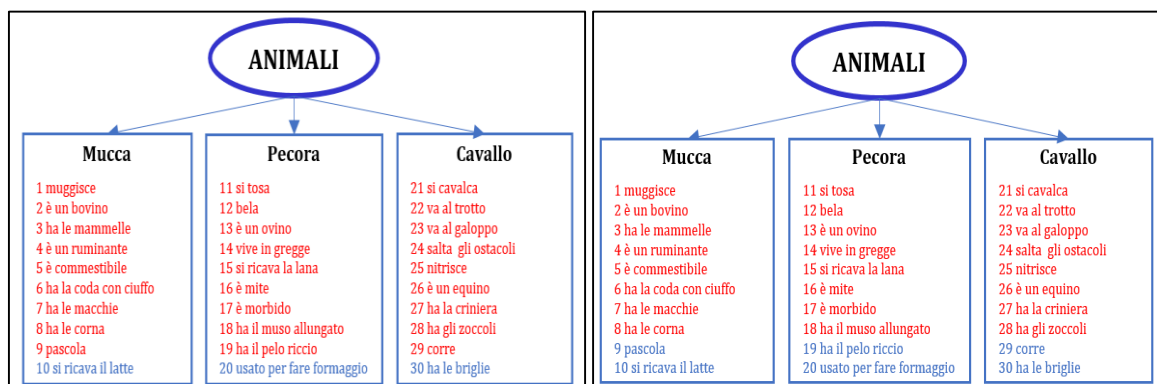 ANIMALI
Mucca
1 muggisce
2 è un bovino
3 ha le mammelle
4 è un ruminante
5 è commestibile
6 ha la coda con ciuffo
7 ha le macchie
8 ha le corna
9 pascola
10 si ricava il latte
Pecora
11 si tosa
12 bela
13 è un ovino
14 vive in gregge
15 si ricava la lana
16 è mite
17 è morbido
18 ha il muso allungato
19 ha il pelo riccio
20 usato per fare formaggio
Cavallo
21 si cavalca
22 va al trotto
23 va al galoppo
24 salta gli ostacoli
25 nitrisce
26 è un equino
27 ha la criniera
28 ha gli zoccoli
29 corre
30 ha le briglie
ANIMALI
Mucca
1 muggisce
2 è un bovino
3 ha le mammelle
4 è un ruminante
5 è commestibile
6 ha la coda con ciuffo
7 ha le macchie
8 ha le corna
9 pascola
10 si ricava il latte
Pecora
11 si tosa
12 bela
13 è un ovino
14 vive in gregge
15 si ricava la lana
16 è mite
17 è morbido
18 ha il muso allungato
19 ha il pelo riccio
20 usato per fare formaggio
Cavallo
21 si cavalca
22 va al trotto
23 va al galoppo
24 salta gli ostacoli
25 nitrisce
26 è un equino
27 ha la criniera
28 ha gli zoccoli
29 corre
30 ha le briglie